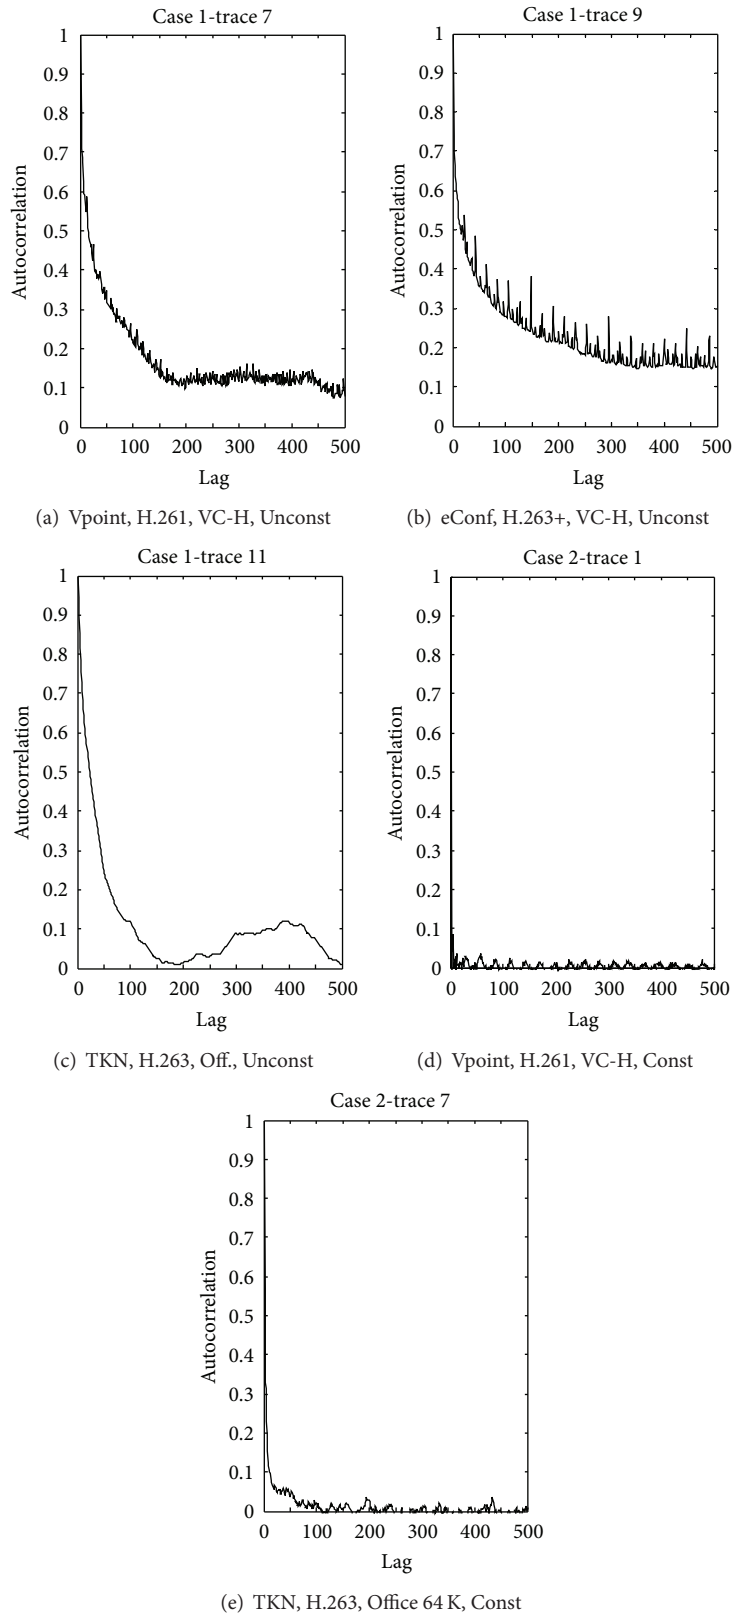 Case 1-trace 7
1
0.9
0.8
0.7
0.6
0.5
0.4
0.3
0.2
0.1
0
Autocorrelation
0 100 200 300 400 500
Lag
(a) Vpoint, H.261, VC-H, Unconst
Case 1-trace 9
1
0.9
0.8
0.7
0.6
0.5
0.4
0.3
0.2
0.1
0
Autocorrelation
0 100 200 300 400 500
Lag
(b) eConf, H.263+, VC-H, Unconst
Case 1-trace 11
1
0.9
0.8
0.7
0.6
0.5
0.4
0.3
0.2
0.1
0
Autocorrelation
0 100 200 300 400 500
Lag
(c) TKN, H.263, Off., Unconst
Case 2-trace 1
1
0.9
0.8
0.7
0.6
0.5
0.4
0.3
0.2
0.1
0
Autocorrelation
0 100 200 300 400 500
Lag
(d) Vpoint, H.261, VC-H, Const
Case 2-trace 7
1
0.9
0.8
0.7
0.6
0.5
0.4
0.3
0.2
0.1
0
Autocorrelation
0 100 200 300 400 500
Lag
(e) TKN, H.263, Office 64 K, Const